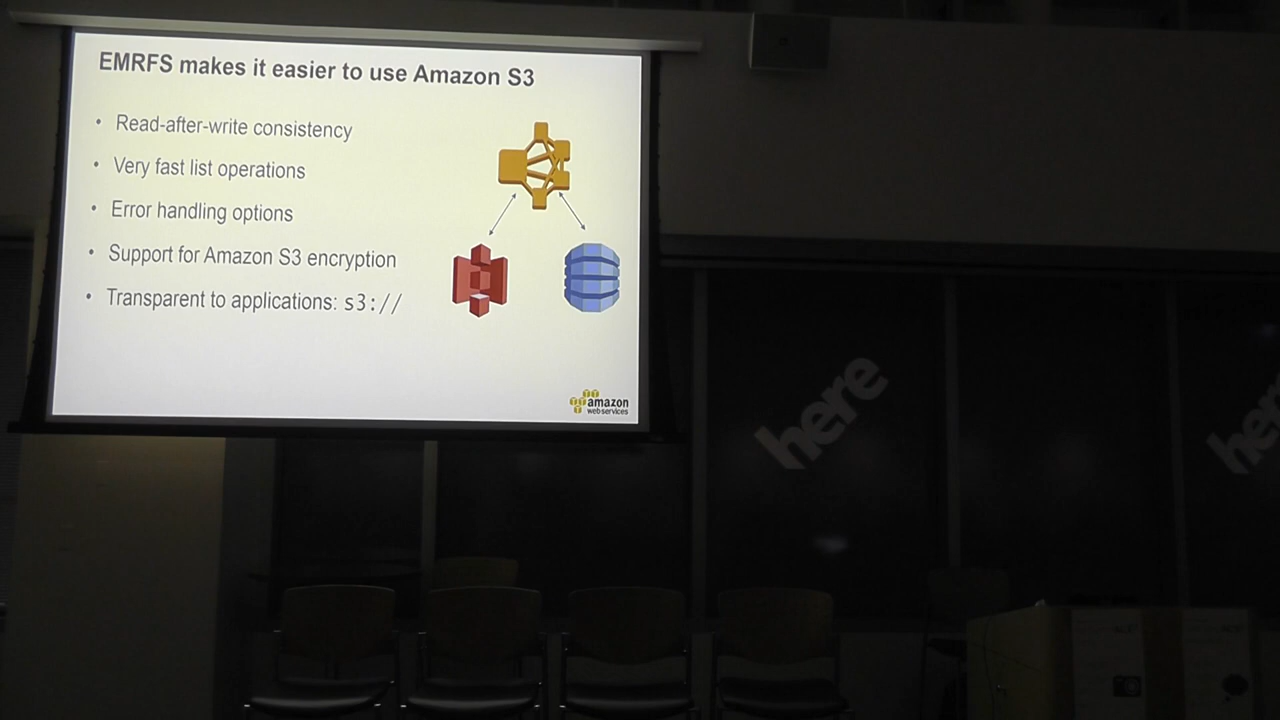 EMRFS makes it easier to use Amazon S3
• Read-after-write consistency
• Very fast list operations
• Error handling options
• Support for Amazon S3 encryption
• Transparent to applications: s3://
amazon
web services
here
here